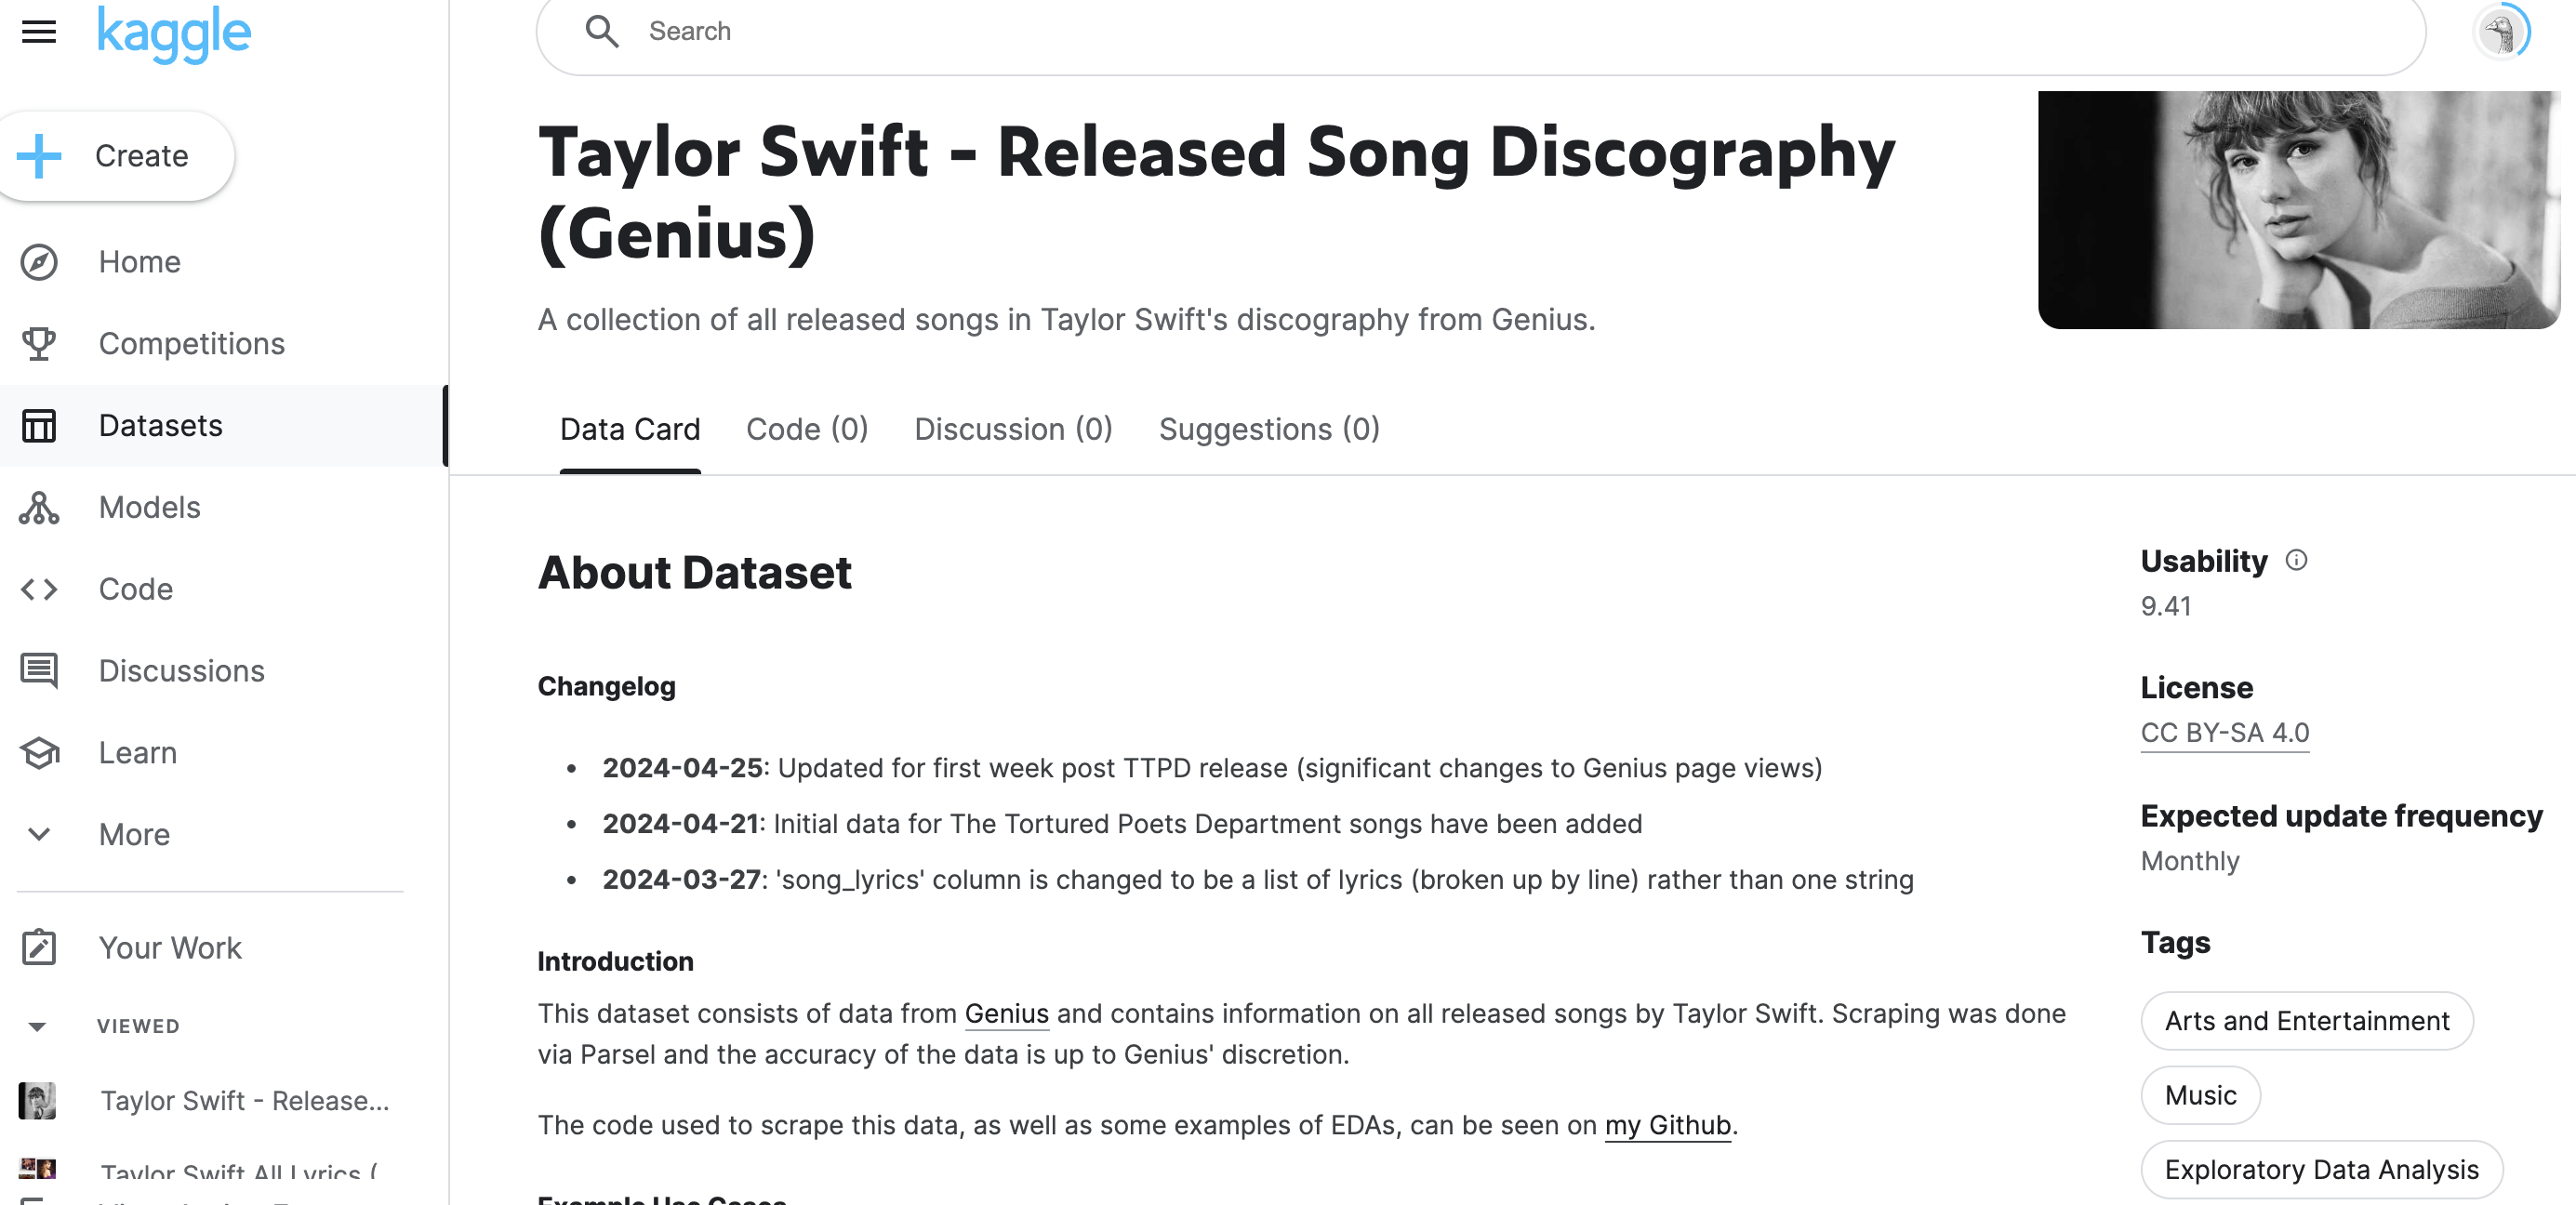 kaggle
Search
Create
Home
Competitions
Datasets
Models
Code
Discussions
Learn
More
Your Work
VIEWED
Taylor Swift - Release...
Taylor Swift All Lyrics (
Taylor Swift - Released Song Discography
(Genius)
A collection of all released songs in Taylor Swift's discography from Genius.
Data Card
Code (0)
Discussion (0)
Suggestions (0)
About Dataset
Changelog
• 2024-04-25: Updated for first week post TTPD release (significant changes to Genius page views)
• 2024-04-21: Initial data for The Tortured Poets Department songs have been added
• 2024-03-27: 'song_lyrics' column is changed to be a list of lyrics (broken up by line) rather than one string
Introduction
This dataset consists of data from Genius and contains information on all released songs by Taylor Swift. Scraping was done
via Parsel and the accuracy of the data is up to Genius' discretion.
The code used to scrape this data, as well as some examples of EDAs, can be seen on my Github.
Example Use Cases
Usability
9.41
License
CC BY-SA 4.0
Expected update frequency
Monthly
Tags
Arts and Entertainment
Music
Exploratory Data Analysis